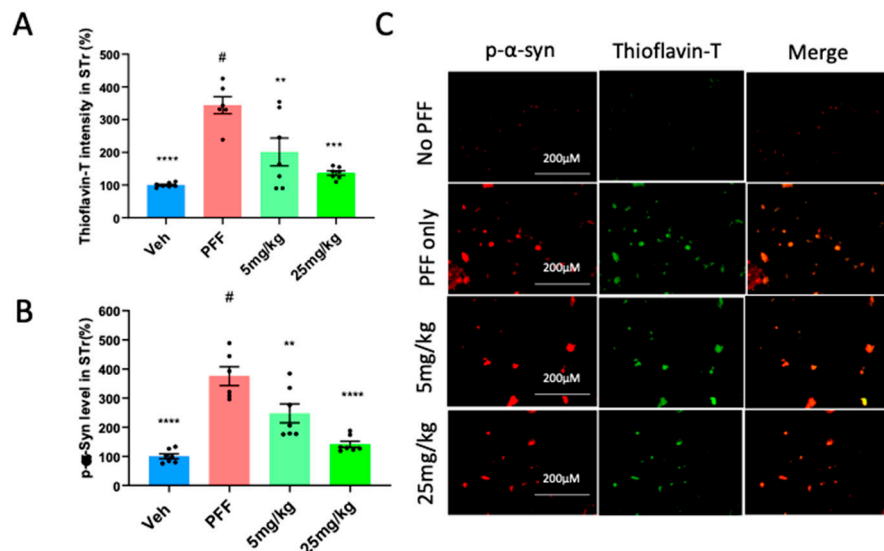 A
Thioflavin-T intensity in STr (%)
500
400
300
200
100
0
****
#
**
***
Veh
PFF
5mg/kg
25mg/kg
B
p-α-Syn level in STr(%)
600
500
400
300
200
100
0
****
#
**
****
Veh
PFF
5mg/kg
25mg/kg
C
p-α-syn Thioflavin-T Merge
No PFF
200μM
PFF only
200μM
5mg/kg
200μM
25mg/kg
200μM